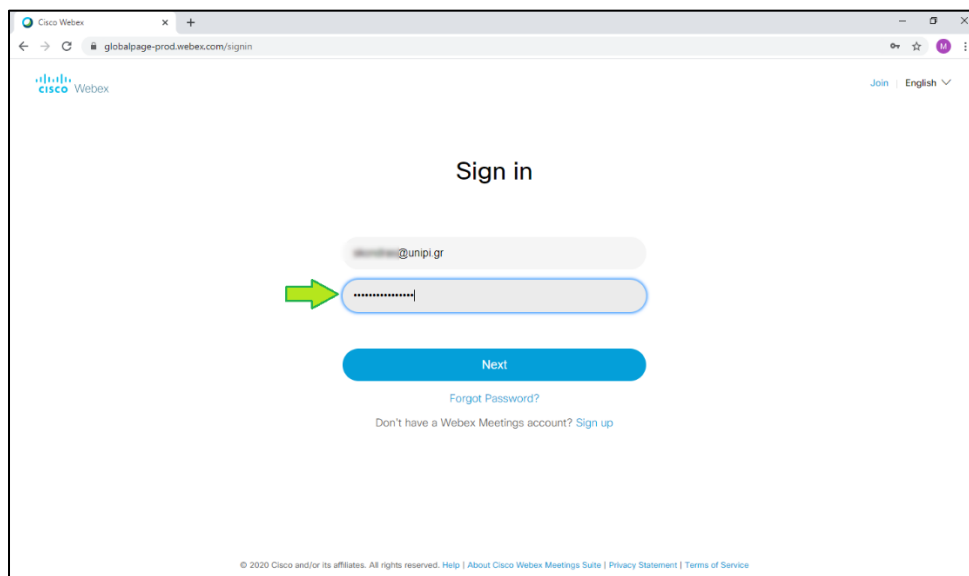 Cisco Webex
globalpage-prod.webex.com/signin
M
CISCO Webex
Join | English
Sign in
@unipi.gr
••••••••••••••••
Next
Forgot Password?
Don't have a Webex Meetings account? Sign up
© 2020 Cisco and/or its affiliates. All rights reserved. Help | About Cisco Webex Meetings Suite | Privacy Statement | Terms of Service